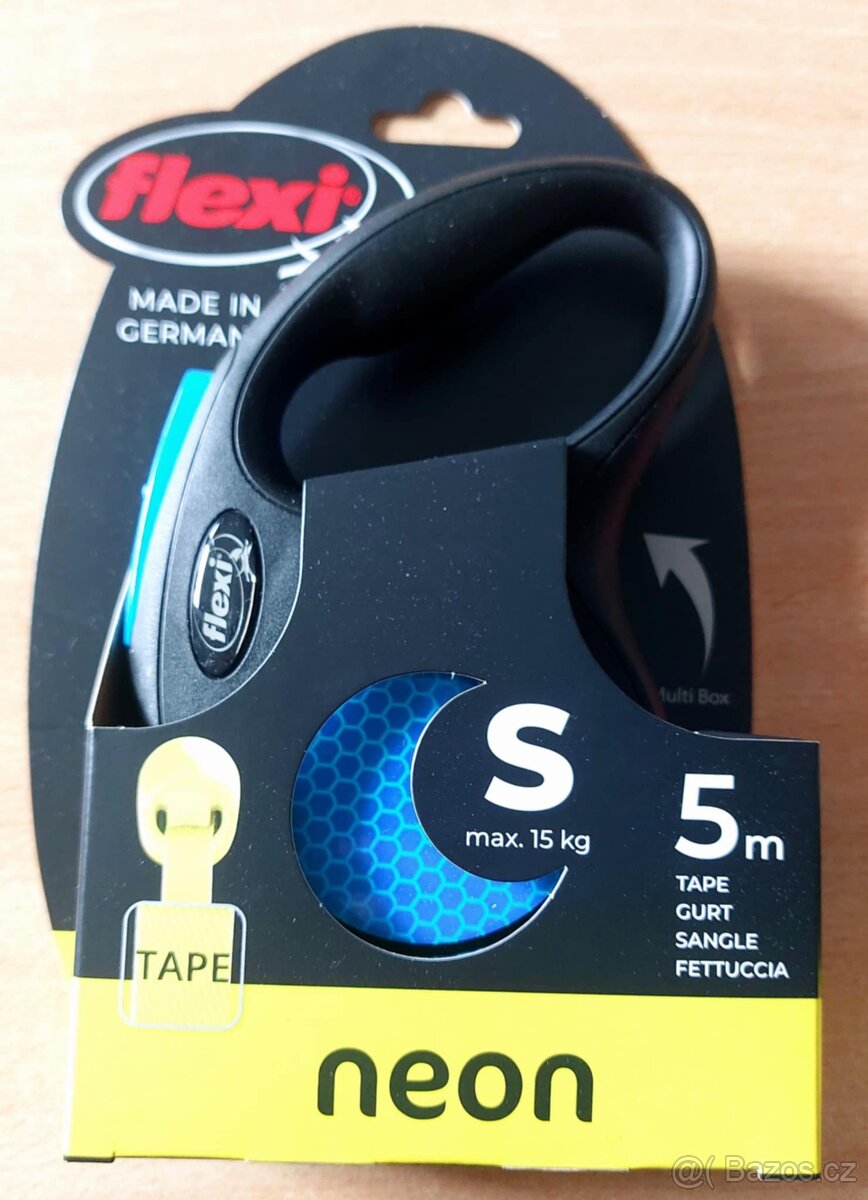 flexi®
MADE IN
GERMAN
flexi
Multi Box
S
max. 15 kg
5m
TAPE
GURT
SANGLE
FETTUCCIA
TAPE
neon
@( Bazos.cz